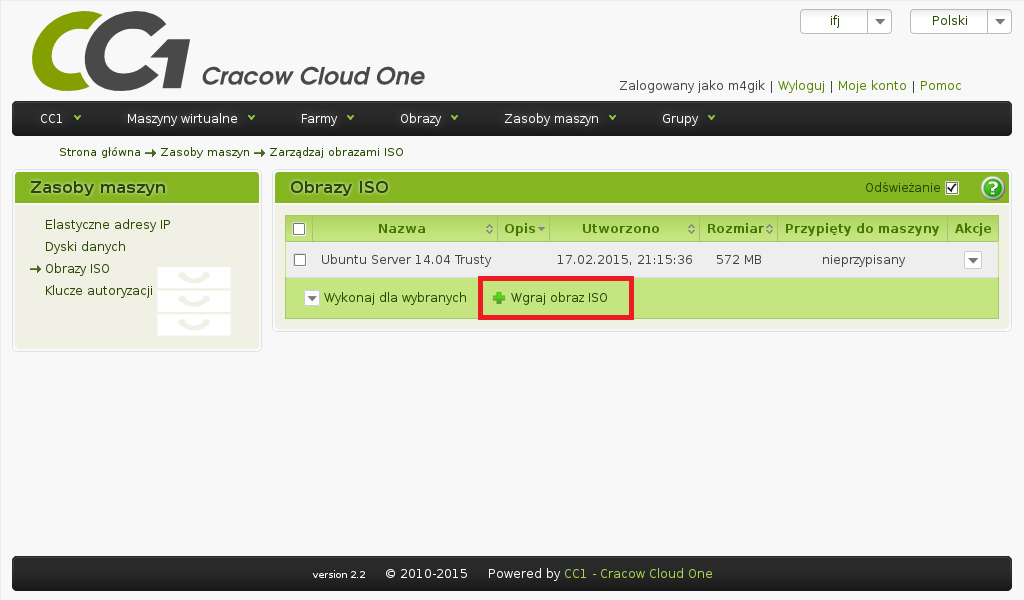 ifj
Polski
CC1
Cracow Cloud One
Zalogowany jako m4gik | Wyloguj | Moje konto | Pomoc
CC1 Maszyny wirtualne Farmy Obrazy Zasoby maszyn Grupy
Strona główna Zasoby maszyn Zarządzaj obrazami ISO
Zasoby maszyn
Elastyczne adresy IP
Dyski danych
Obrazy ISO
Klucze autoryzacji
Obrazy ISO
Odświeżanie
?
Nazwa Opis Utworzono Rozmiar Przypięty do maszyny Akcje
Ubuntu Server 14.04 Trusty 17.02.2015, 21:15:36 572 MB nieprzypisany
Wykonaj dla wybranych Wgraj obraz ISO
version 2.2 © 2010-2015 Powered by CC1 - Cracow Cloud One